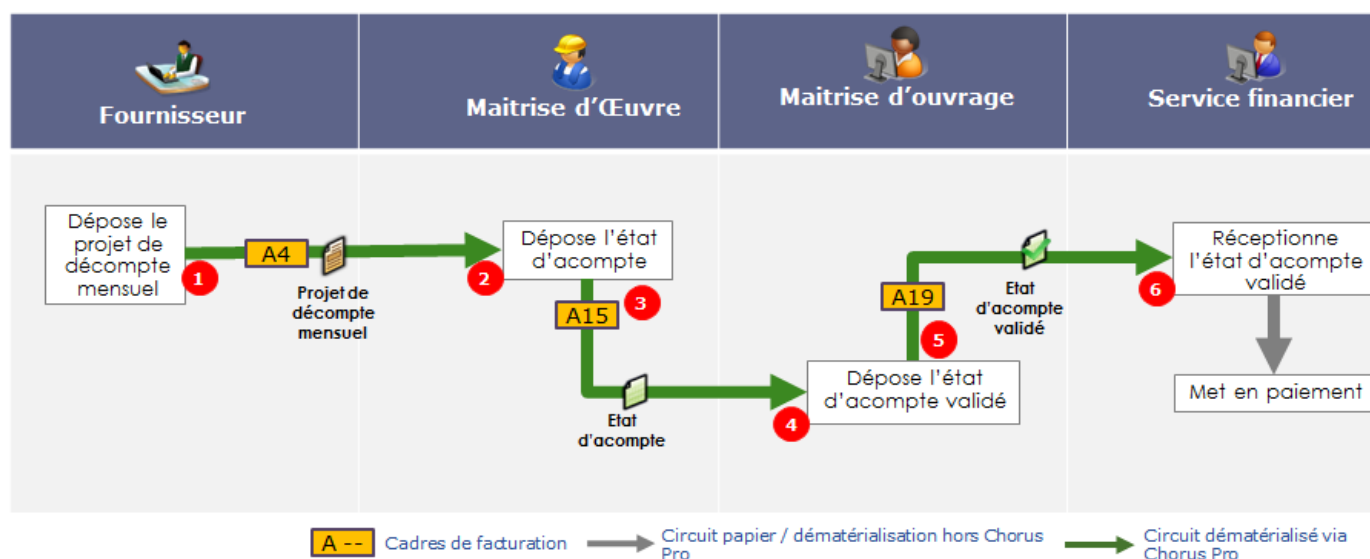 Fournisseur
Maitrise d'Œuvre
Maitrise d'ouvrage
Service financier
Dépose le
projet de
décompte
mensuel
1
A4
Projet de
décompte
mensuel
2
Dépose l'état
d'acompte
3
A15
Etat
d'acompte
4
Dépose l'état
d'acompte validé
5
A19
Etat
d'acompte
validé
6
Réceptionne
l'état d'acompte
validé
Met en paiement
A --
Cadres de facturation
Circuit papier / dématérialisation hors Chorus
Pro
Circuit dématérialisé via
Chorus Pro